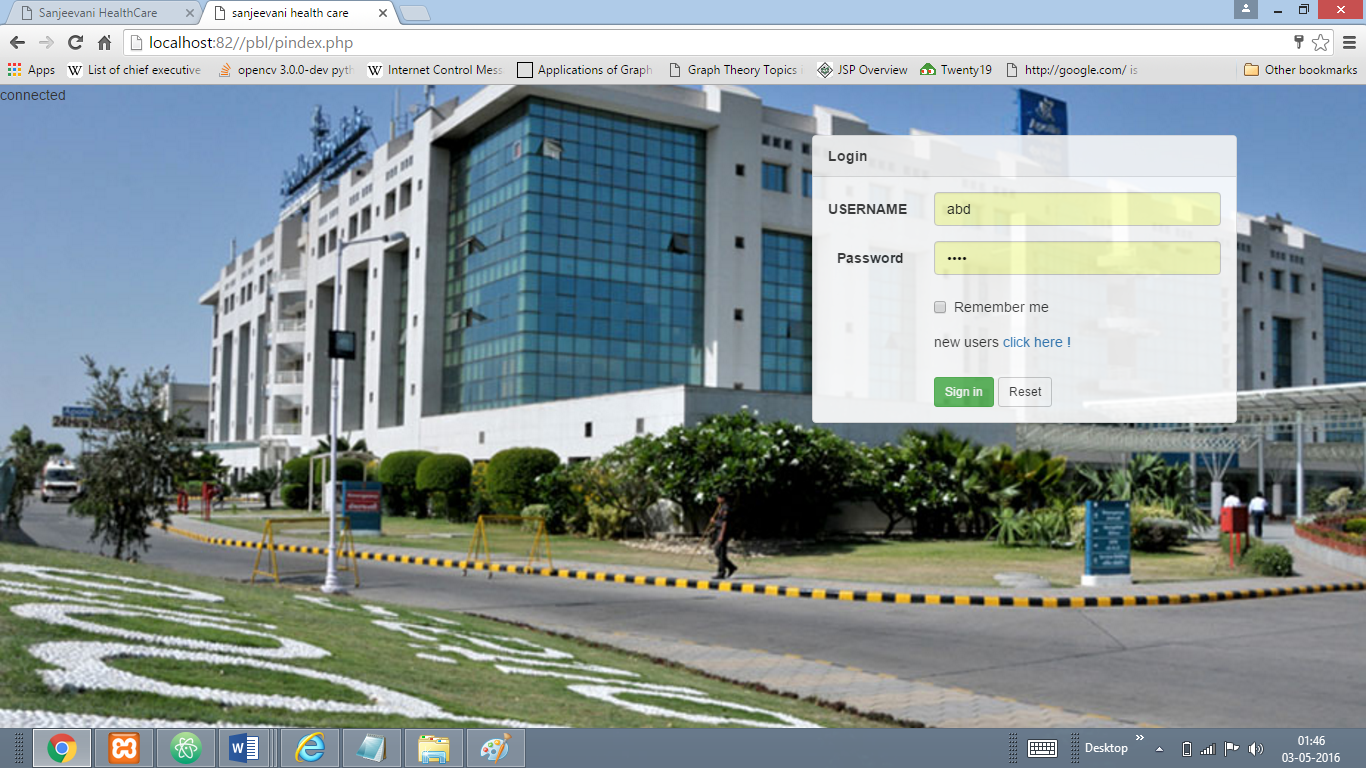 Sanjeevani HealthCare
sanjeevani health care
localhost:82//pbl/pindex.php
Apps
List of chief executive
opencv 3.0.0-dev pyth
Internet Control Mess
Applications of Graph
Graph Theory Topics i
JSP Overview
Twenty19
http://google.com/ is
Other bookmarks
connected
Login
USERNAME abd
Password ••••
Remember me
new users click here !
Sign in Reset
Desktop
01:46
03-05-2016